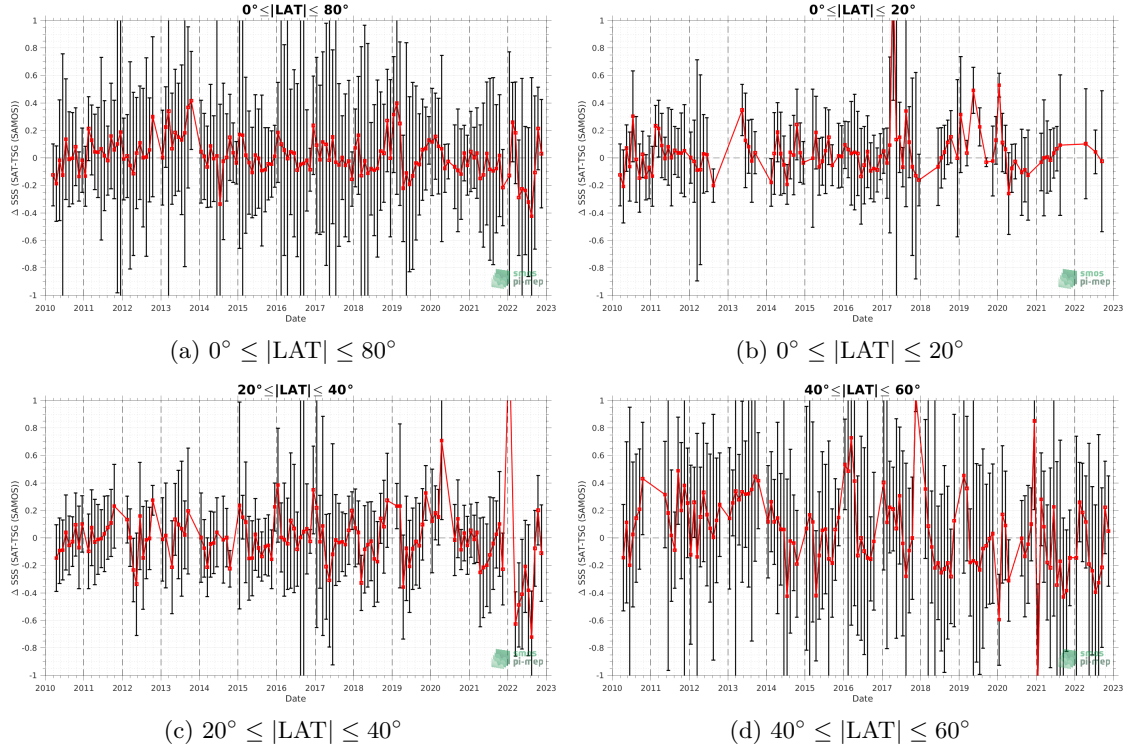 0°≤|LAT|≤ 80°
Δ SSS (SAT-TSG (SAMOS))
1
0.8
0.6
0.4
0.2
0
-0.2
-0.4
-0.6
-0.8
-1
2010 2011 2012 2013 2014 2015 2016 2017 2018 2019 2020 2021 2022 2023
Date
smos
pi-mep
(a) 0° ≤ |LAT| ≤ 80°
0°≤|LAT|≤ 20°
Δ SSS (SAT-TSG (SAMOS))
1
0.8
0.6
0.4
0.2
0
-0.2
-0.4
-0.6
-0.8
-1
2010 2011 2012 2013 2014 2015 2016 2017 2018 2019 2020 2021 2022 2023
Date
smos
pi-mep
(b) 0° ≤ |LAT| ≤ 20°
20°≤|LAT|≤ 40°
Δ SSS (SAT-TSG (SAMOS))
1
0.8
0.6
0.4
0.2
0
-0.2
-0.4
-0.6
-0.8
-1
2010 2011 2012 2013 2014 2015 2016 2017 2018 2019 2020 2021 2022 2023
Date
smos
pi-mep
(c) 20° ≤ |LAT| ≤ 40°
40°≤|LAT|≤ 60°
Δ SSS (SAT-TSG (SAMOS))
1
0.8
0.6
0.4
0.2
0
-0.2
-0.4
-0.6
-0.8
-1
2010 2011 2012 2013 2014 2015 2016 2017 2018 2019 2020 2021 2022 2023
Date
smos
pi-mep
(d) 40° ≤ |LAT| ≤ 60°